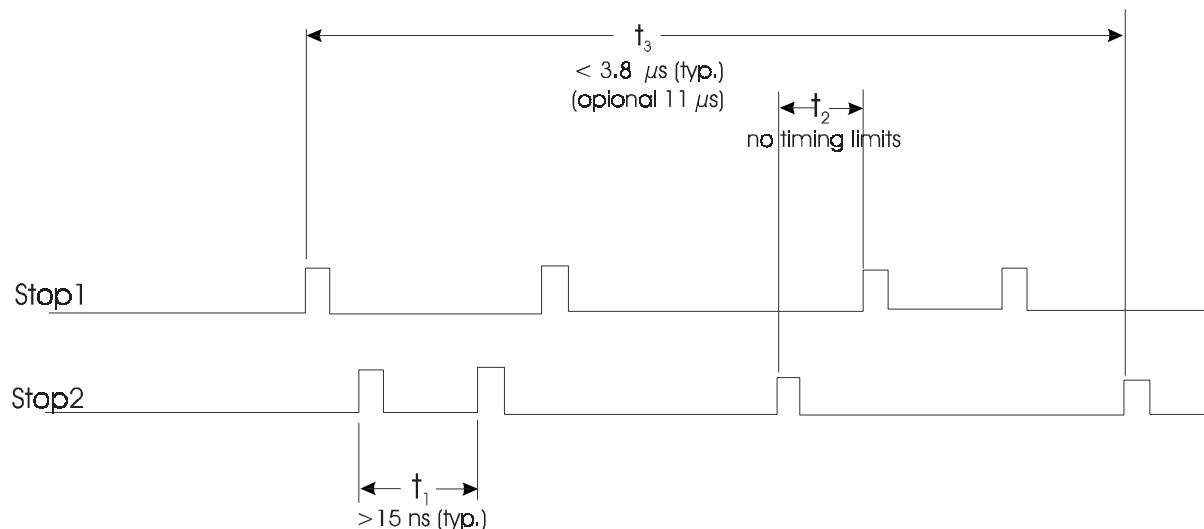 t3
< 3.8 µs (typ.)
(opional 11 µs)
t2
no timing limits
Stop1
Stop2
t1
>15 ns (typ.)